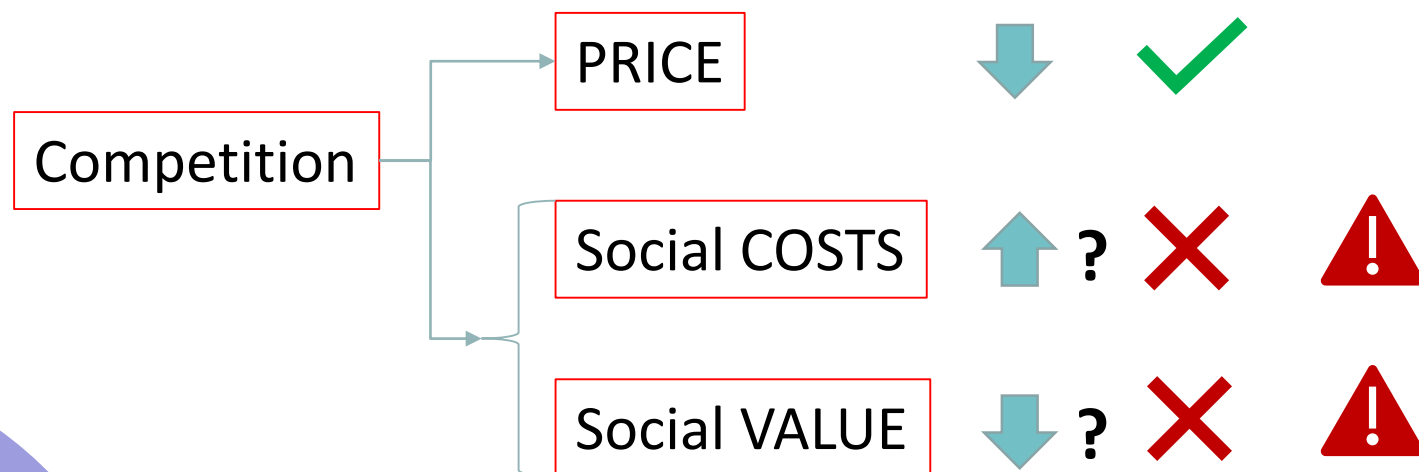 PRICE
Competition
Social COSTS ?
Social VALUE ?